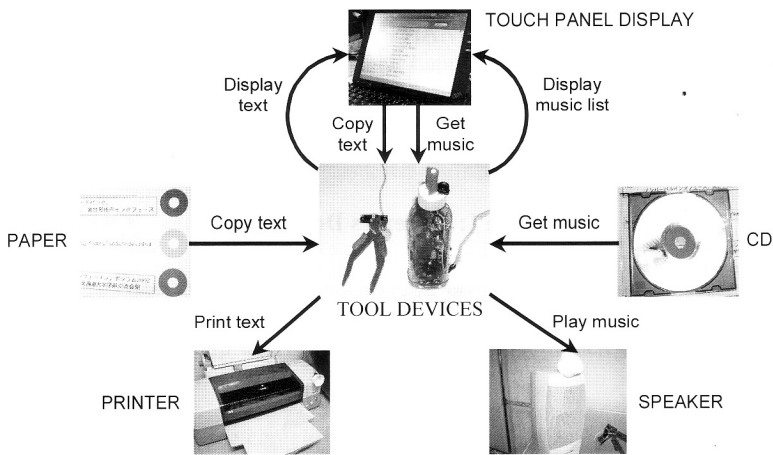 TOUCH PANEL DISPLAY
Display
text
Display
music list
Copy
text
Get
music
PAPER
Copy text
Get music
CD
TOOL DEVICES
Print text
Play music
PRINTER
SPEAKER